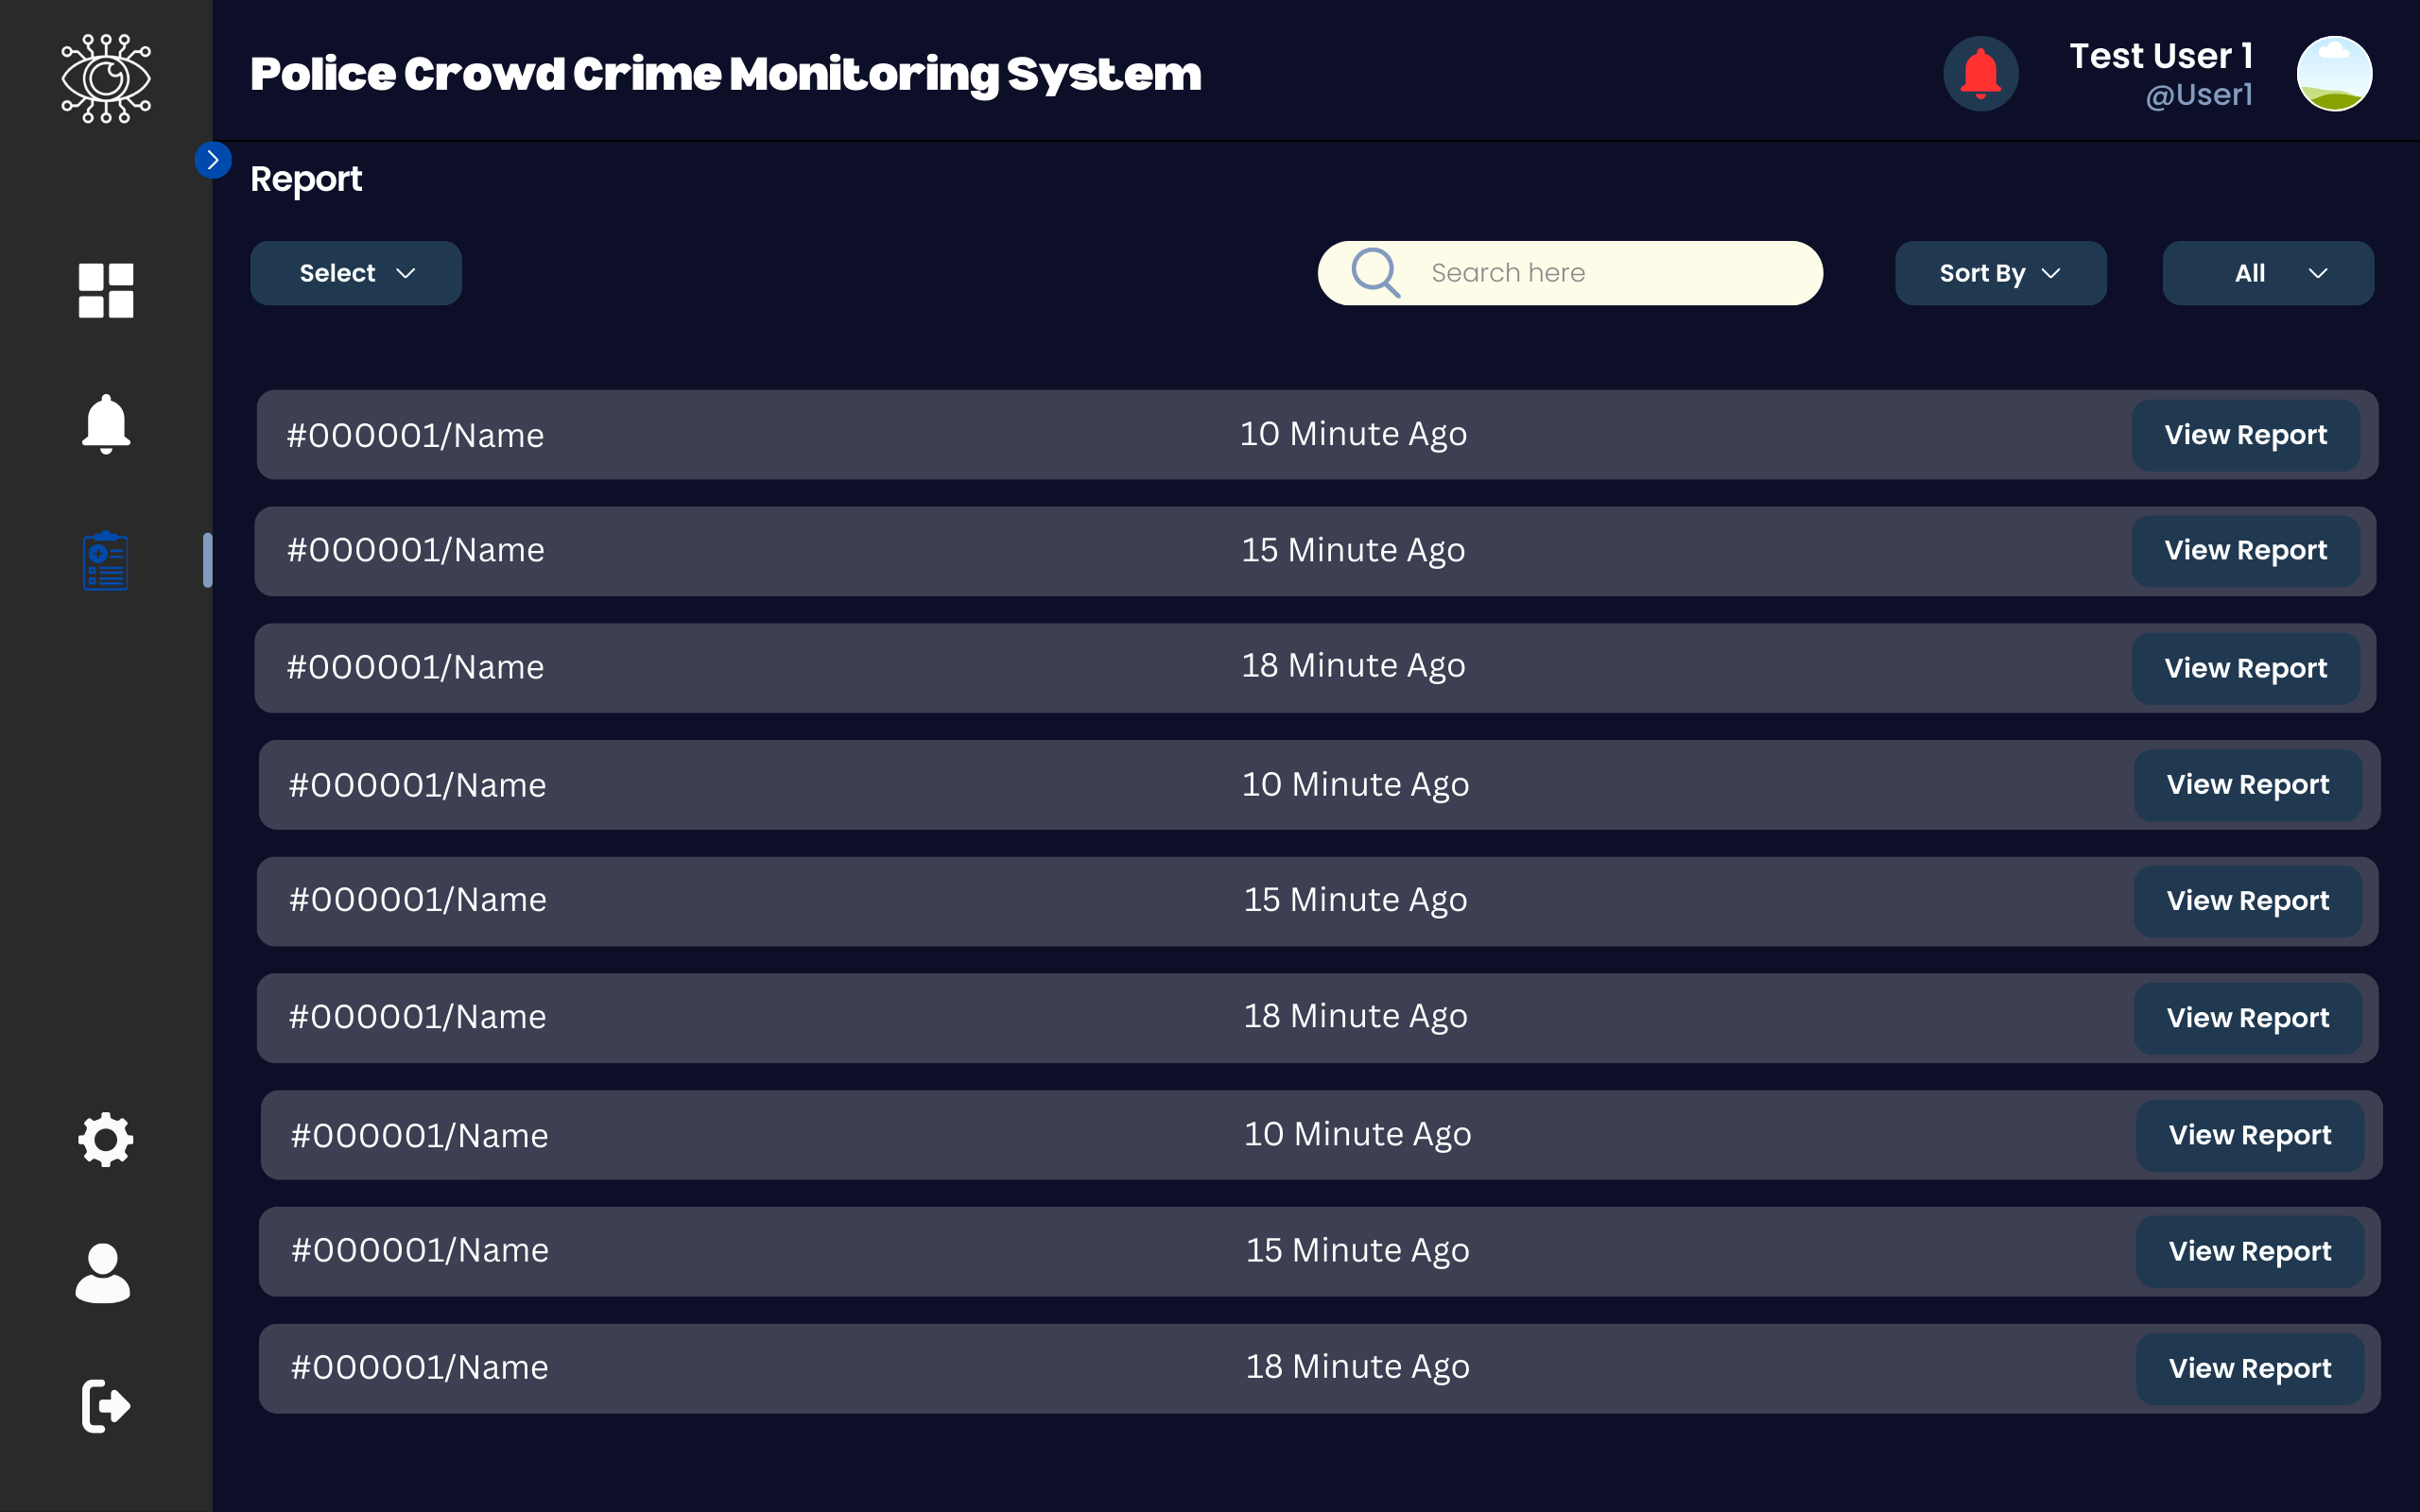 Police Crowd Crime Monitoring System
Test User 1
@User1
Report
Select
Search here
Sort By
All
#000001/Name 10 Minute Ago View Report
#000001/Name 15 Minute Ago View Report
#000001/Name 18 Minute Ago View Report
#000001/Name 10 Minute Ago View Report
#000001/Name 15 Minute Ago View Report
#000001/Name 18 Minute Ago View Report
#000001/Name 10 Minute Ago View Report
#000001/Name 15 Minute Ago View Report
#000001/Name 18 Minute Ago View Report